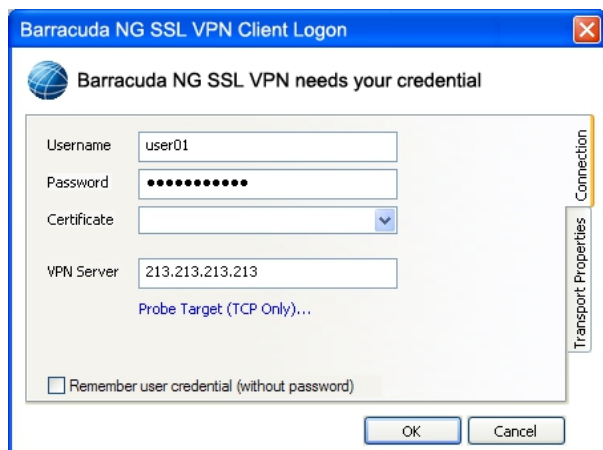 Barracuda NG SSL VPN Client Logon
Barracuda NG SSL VPN needs your credential
Username user01
Password •••••••••••
Certificate
VPN Server 213.213.213.213
Probe Target (TCP Only)...
Remember user credential (without password)
Connection
Transport Properties
OK Cancel